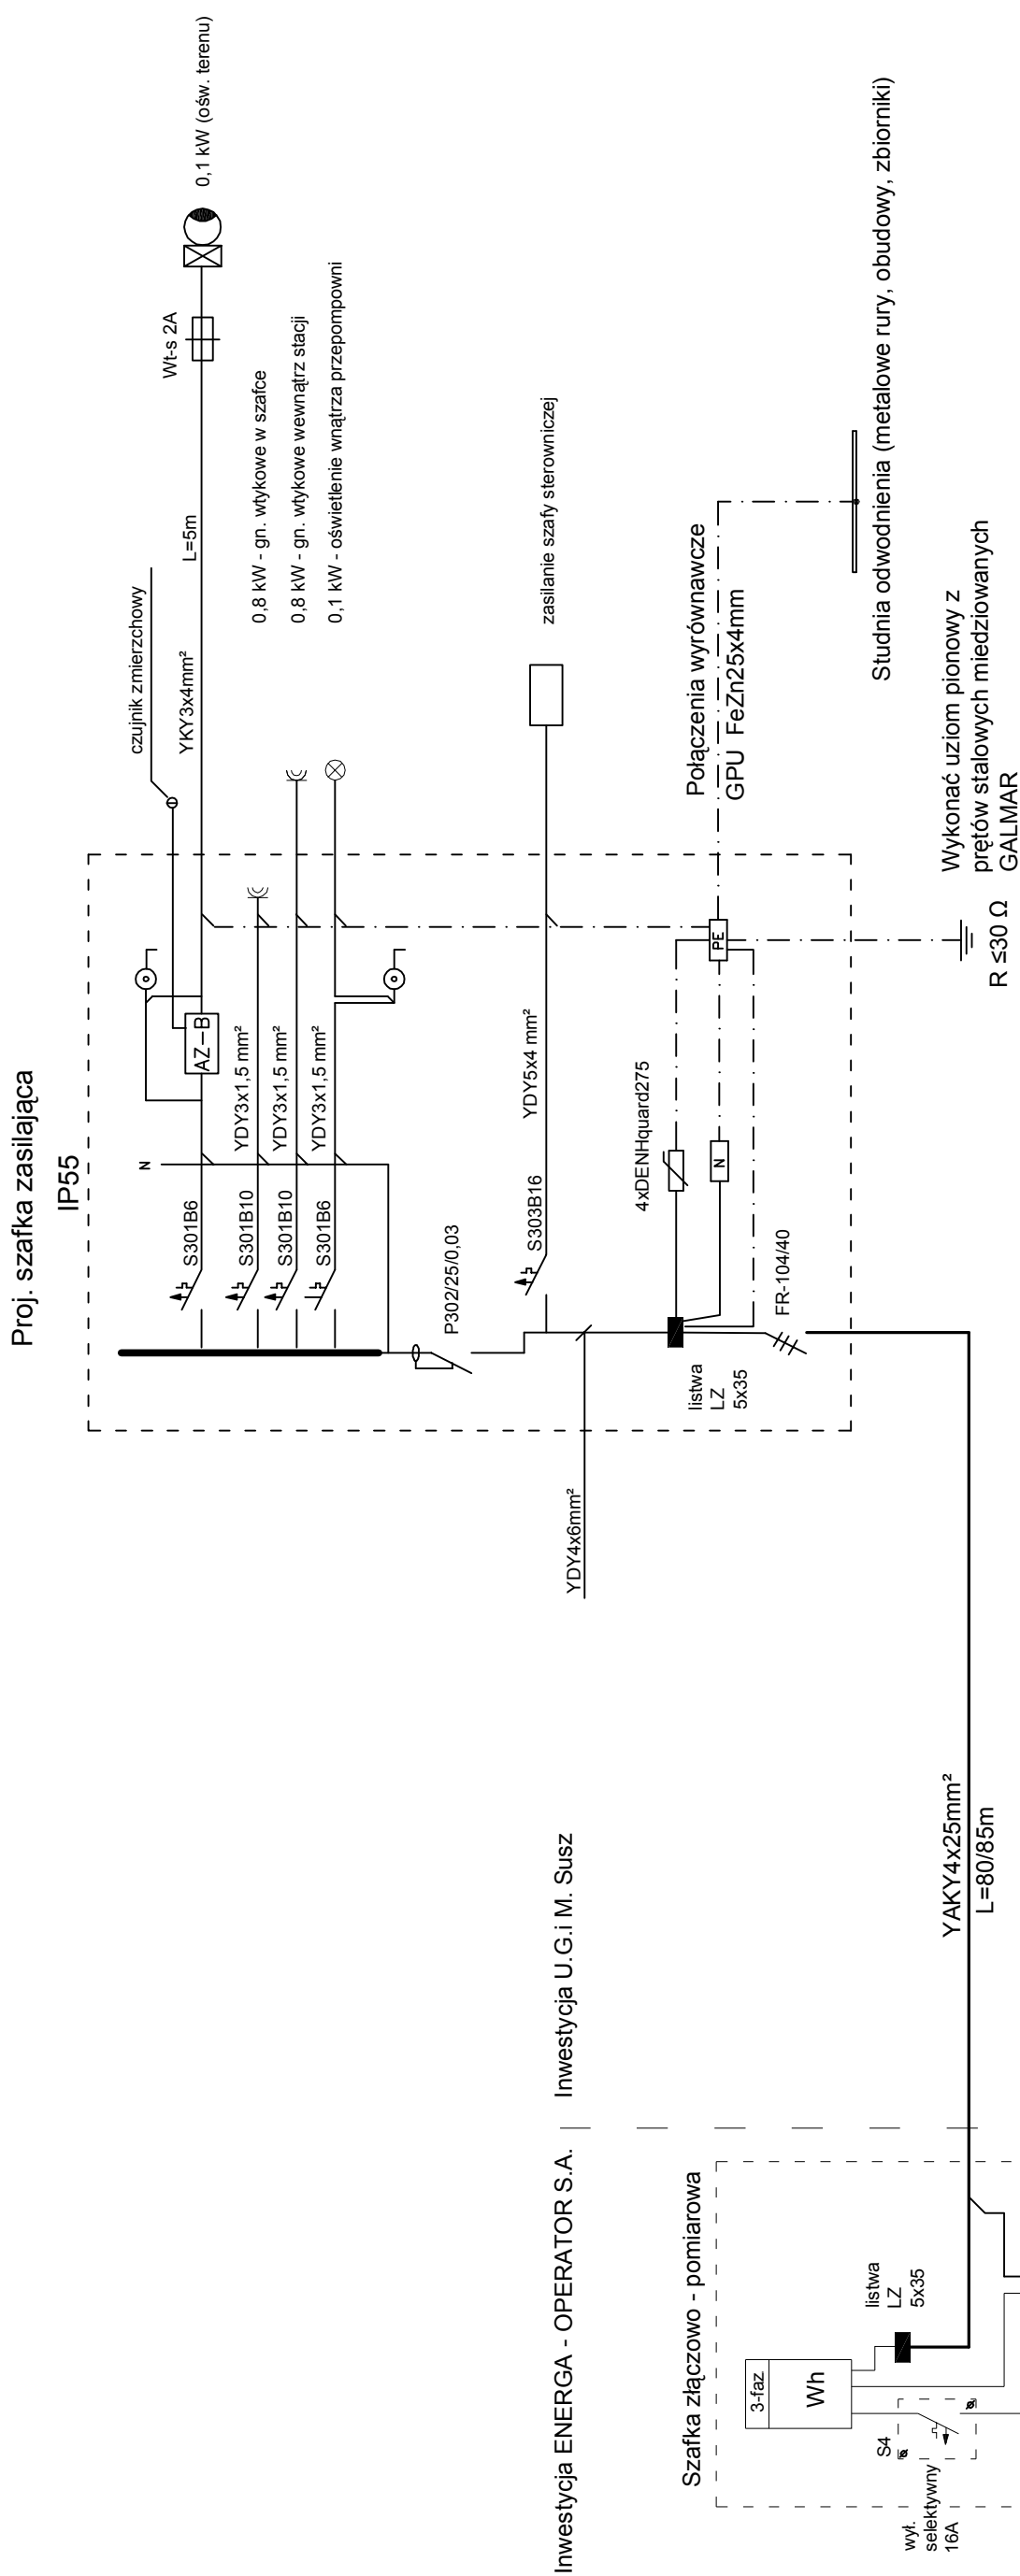 Proj. szafka zasilająca
IP55
N
S301B6
S301B10
S301B10
S301B6
AZ-B
YDY3x1,5 mm²
YDY3x1,5 mm²
YDY3x1,5 mm²
czujnik zmierzchowy
YKY3x4mm²
L=5m
Wt-s 2A
0,1 kW (ośw. terenu)
0,8 kW - gn. wtykowe w szafce
0,8 kW - gn. wtykowe wewnątrz stacji
0,1 kW - oświetlenie wnątrza przepompowni
P302/25/0,03
S303B16
YDY5x4 mm²
zasilanie szafy sterowniczej
YDY4x6mm²
4xDENHquard275
N
PE
listwa
LZ
5x35
FR-104/40
Połączenia wyrównawcze
GPU FeZn25x4mm
Studnia odwodnienia (metalowe rury, obudowy, zbiorniki)
Wykonać uziom pionowy z
prętów stalowych miedziowanych
GALMAR
R ≤30 Ω
Inwestycja ENERGA - OPERATOR S.A.
Inwestycja U.G.i M. Susz
YAKY4x25mm²
L=80/85m
Szafka złączowo - pomiarowa
3-faz
Wh
listwa
LZ
5x35
S4
wył.
selektywny
16A